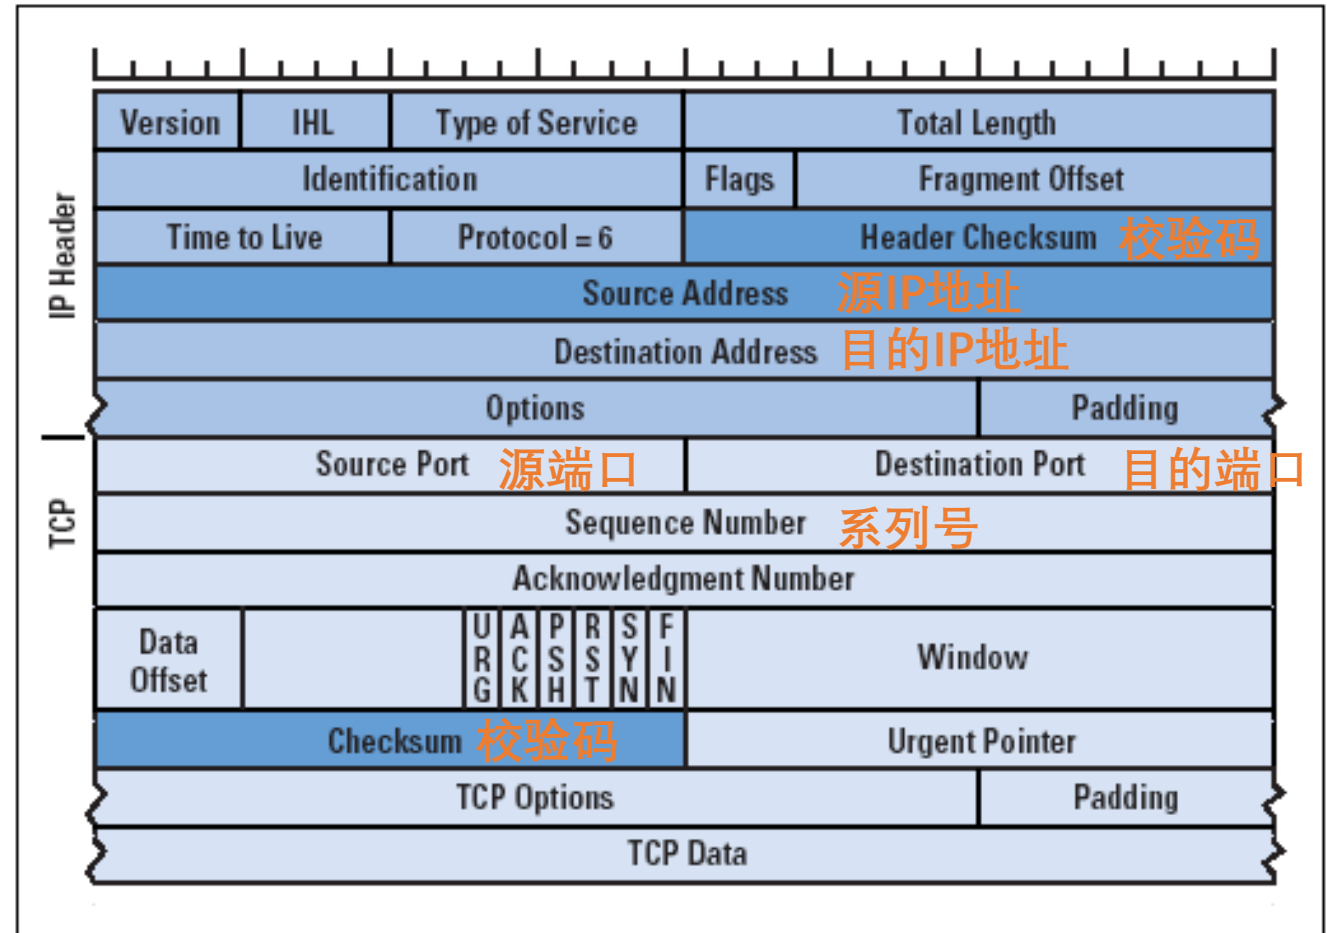 Version IHL Type of Service Total Length
Identification Flags Fragment Offset
Time to Live Protocol = 6 Header Checksum 校验码
Source Address 源IP地址
Destination Address 目的IP地址
Options Padding
IP Header
Source Port 源端口 Destination Port 目的端口
Sequence Number 系列号
Acknowledgment Number
Data Offset URG ACK PSH RST SYN FIN Window
Checksum 校验码 Urgent Pointer
TCP Options Padding
TCP Data
TCP